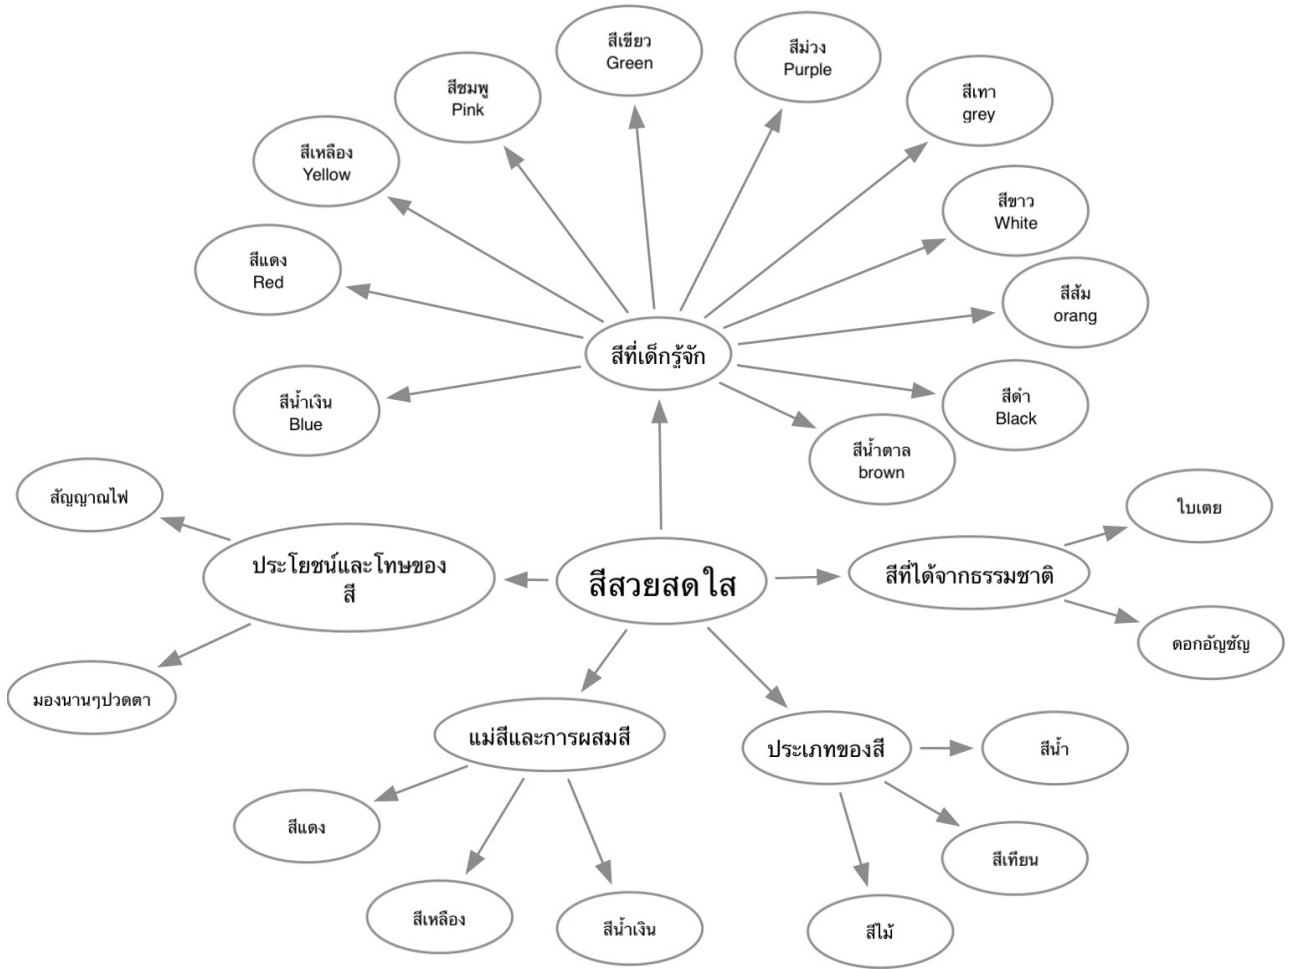 สีเขียว
Green
สีม่วง
Purple
สีชมพู
Pink
สีเทา
grey
สีเหลือง
Yellow
สีขาว
White
สีแดง
Red
สีส้ม
orang
สีที่เด็กรู้จัก
สีน้ำเงิน
Blue
สีดำ
Black
สีน้ำตาล
brown
สัญญาณไฟ
ใบเตย
ประโยชน์และโทษของ
สี
สีสวยสดใส
สีที่ได้จากธรรมชาติ
ดอกอัญชัญ
มองนานๆปวดตา
แม่สีและการผสมสี
ประเภทของสี
สีน้ำ
สีแดง
สีเทียน
สีเหลือง
สีน้ำเงิน
สีไม้